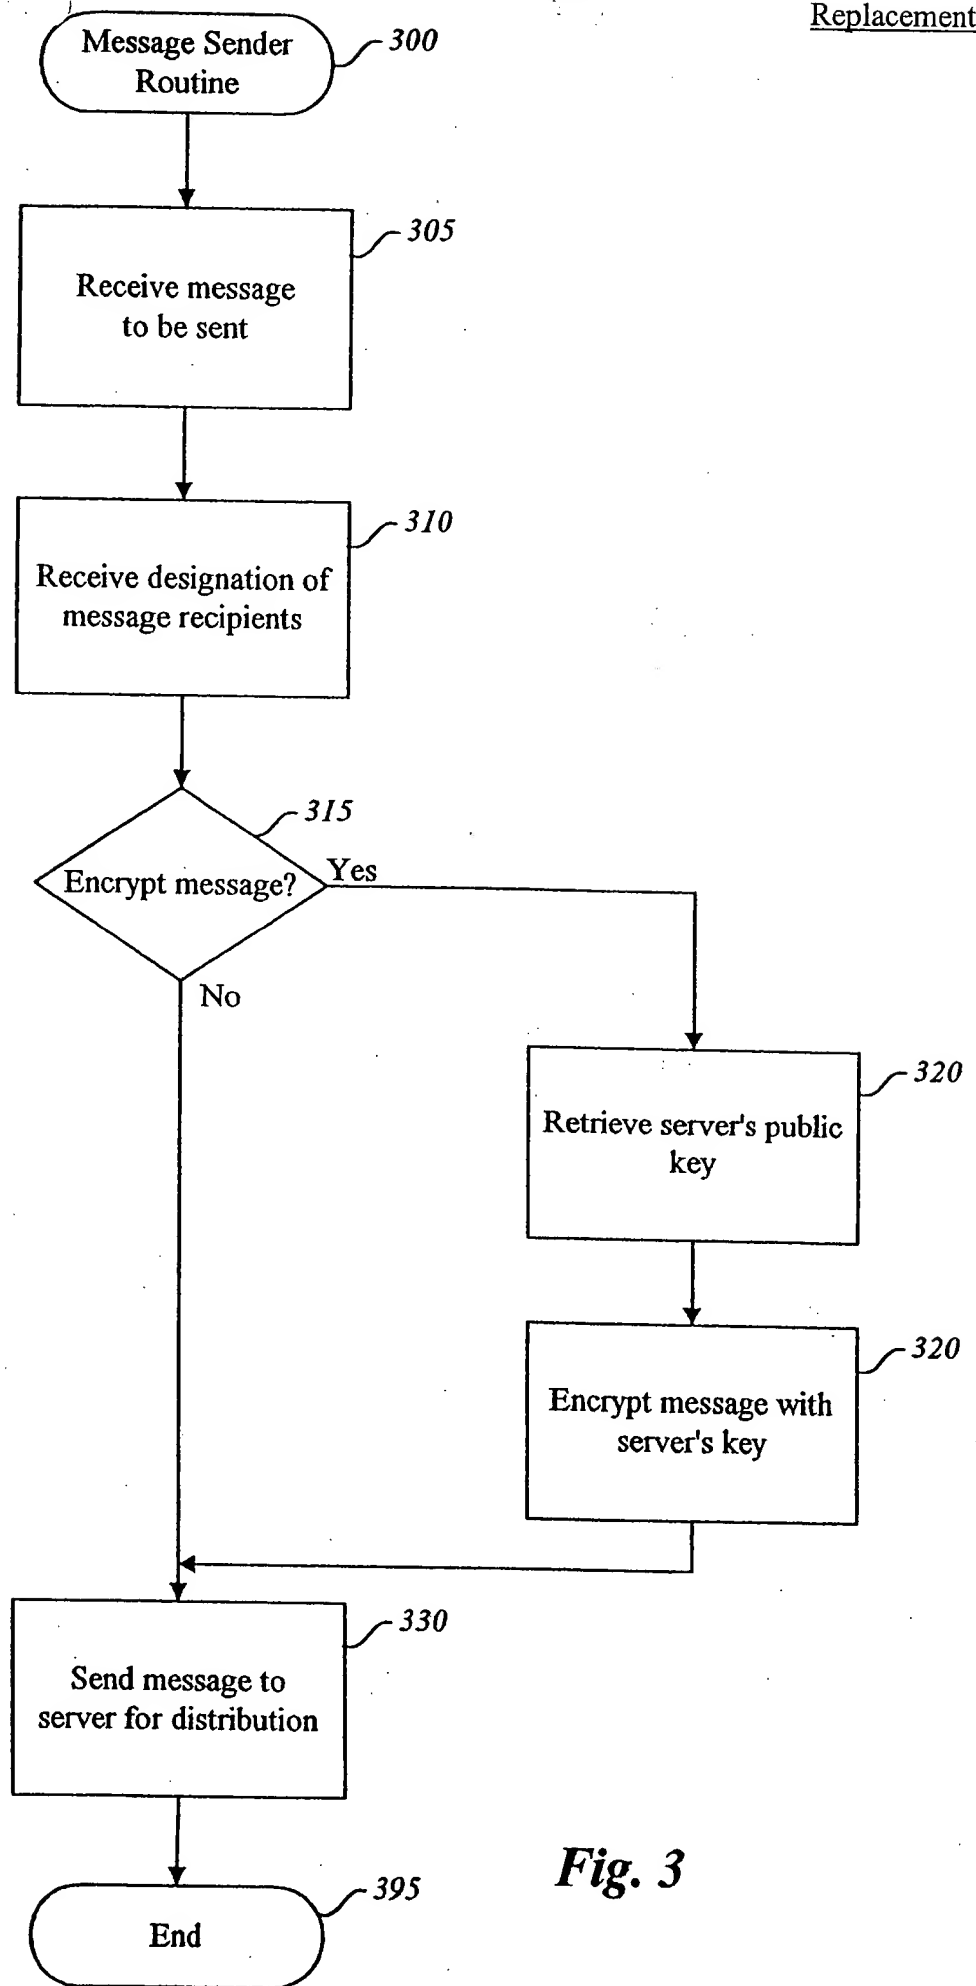 Replacement
Message Sender
Routine
300
305
Receive message
to be sent
310
Receive designation of
message recipients
315
Encrypt message?
Yes
No
320
Retrieve server's public
key
320
Encrypt message with
server's key
330
Send message to
server for distribution
Fig. 3
395
End